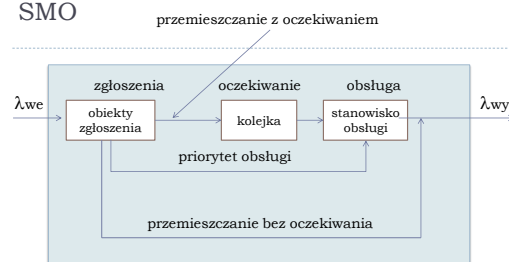 SMO
przemieszczanie z oczekiwaniem
zgłoszenia oczekiwanie obsługa
λwe
obiekty
zgłoszenia
kolejka
stanowisko
obsługi
λwy
priorytet obsługi
przemieszczanie bez oczekiwania